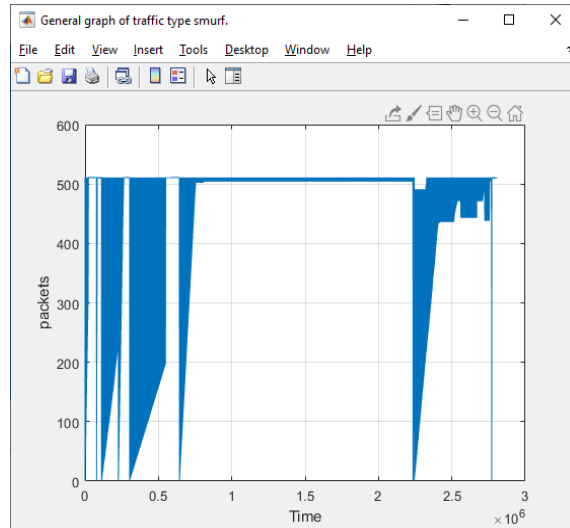 General graph of traffic type smurf.
File Edit View Insert Tools Desktop Window Help
600
500
400
300
200
100
0
packets
0 0.5 1 1.5 2 2.5 3
Time
×10⁶